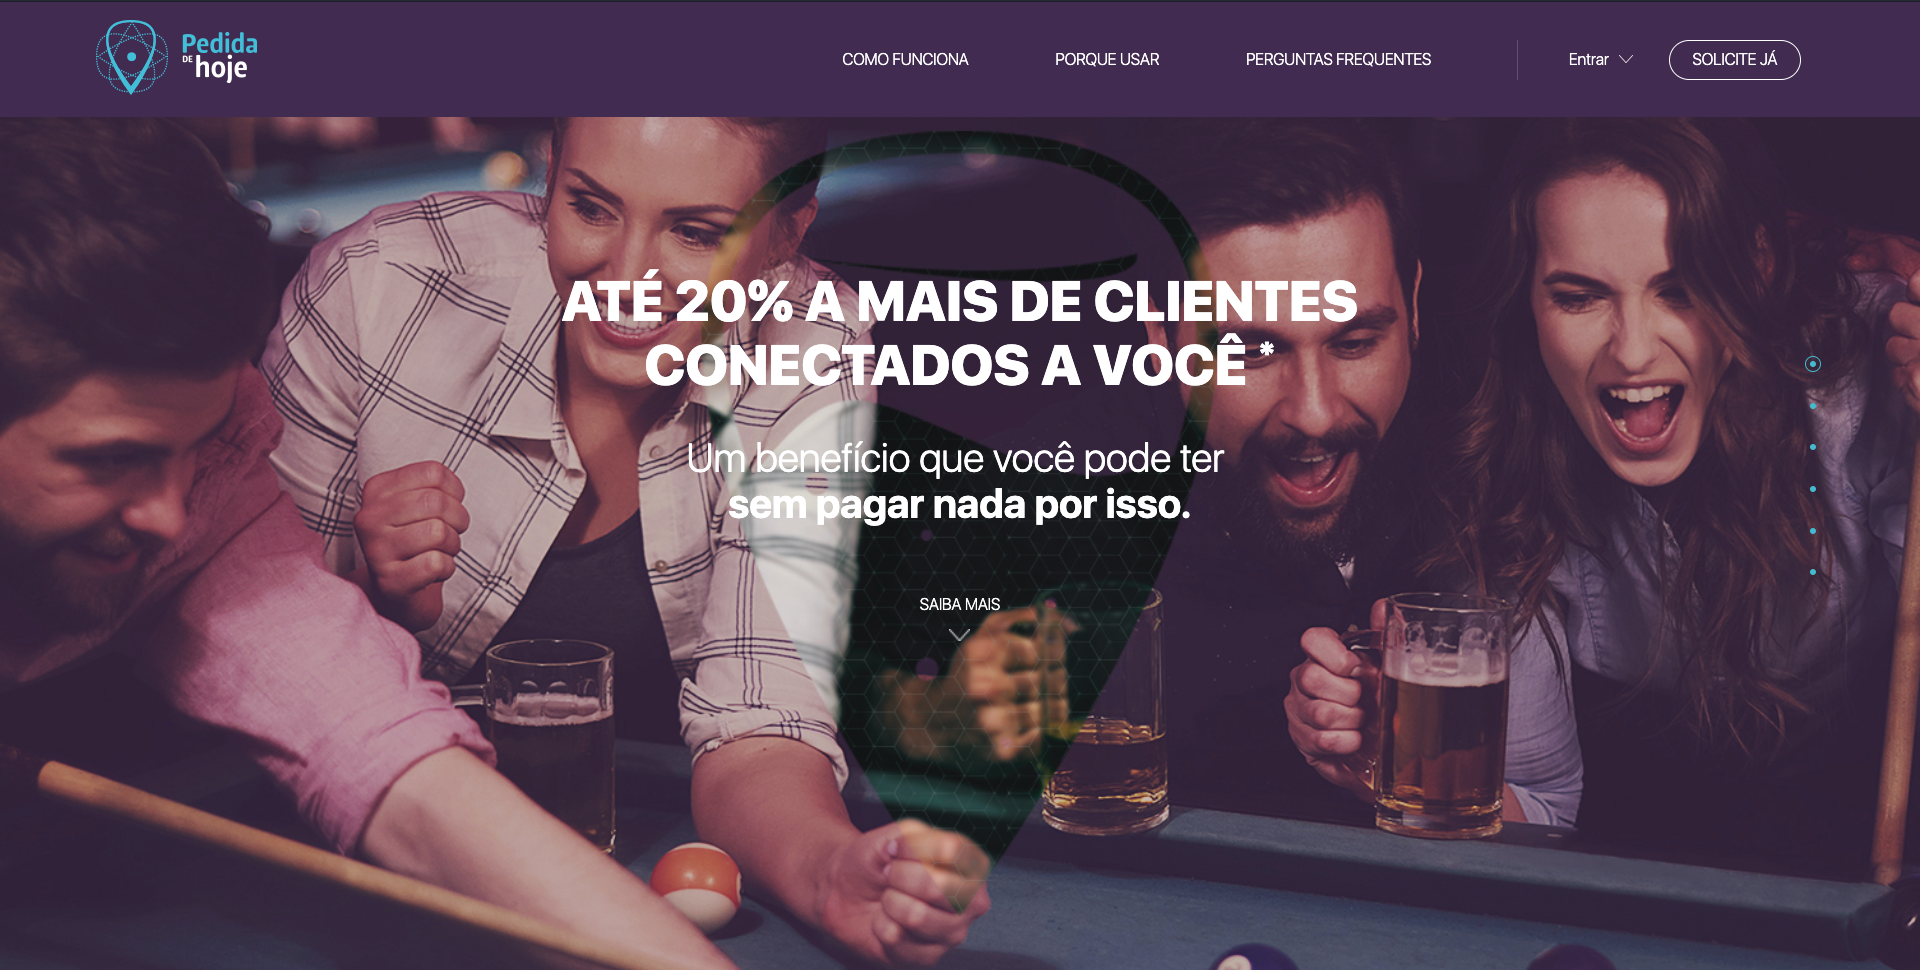 Pedida
DE hoje
COMO FUNCIONA
PORQUE USAR
PERGUNTAS FREQUENTES
Entrar
SOLICITE JÁ
ATÉ 20% A MAIS DE CLIENTES
CONECTADOS A VOCÊ *
Um benefício que você pode ter
sem pagar nada por isso.
SAIBA MAIS